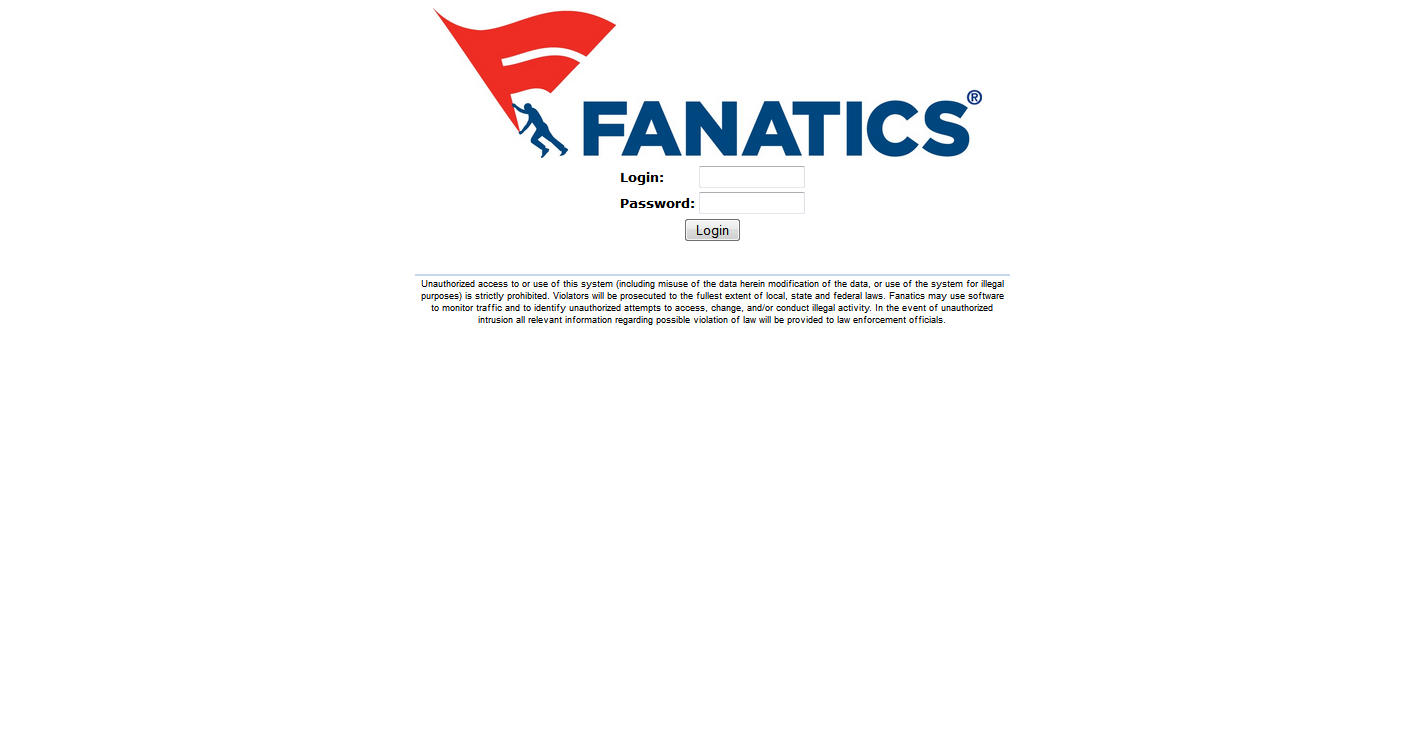 FANATICS®
Login:
Password:
Login
Unauthorized access to or use of this system (including misuse of the data herein modification of the data, or use of the system for illegal
purposes) is strictly prohibited. Violators will be prosecuted to the fullest extent of local, state and federal laws. Fanatics may use software
to monitor traffic and to identify unauthorized attempts to access, change, and/or conduct illegal activity. In the event of unauthorized
intrusion all relevant information regarding possible violation of law will be provided to law enforcement officials.